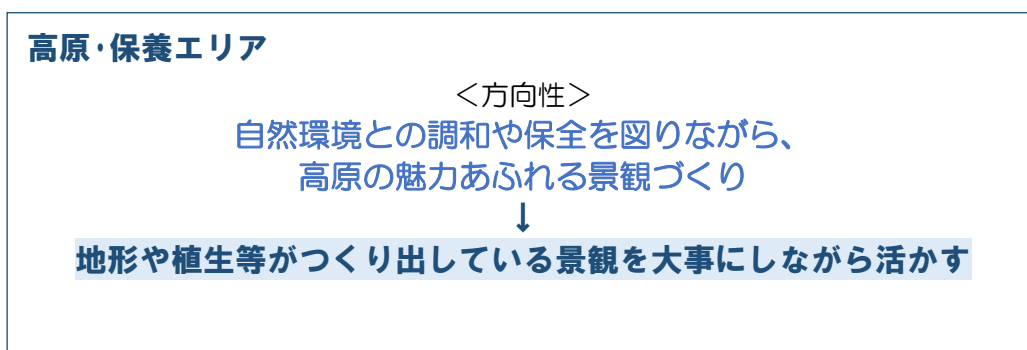 高原・保養エリア
＜方向性＞
自然環境との調和や保全を図りながら、
高原の魅力あふれる景観づくり
↓
地形や植生等がつくり出している景観を大事にしながら活かす